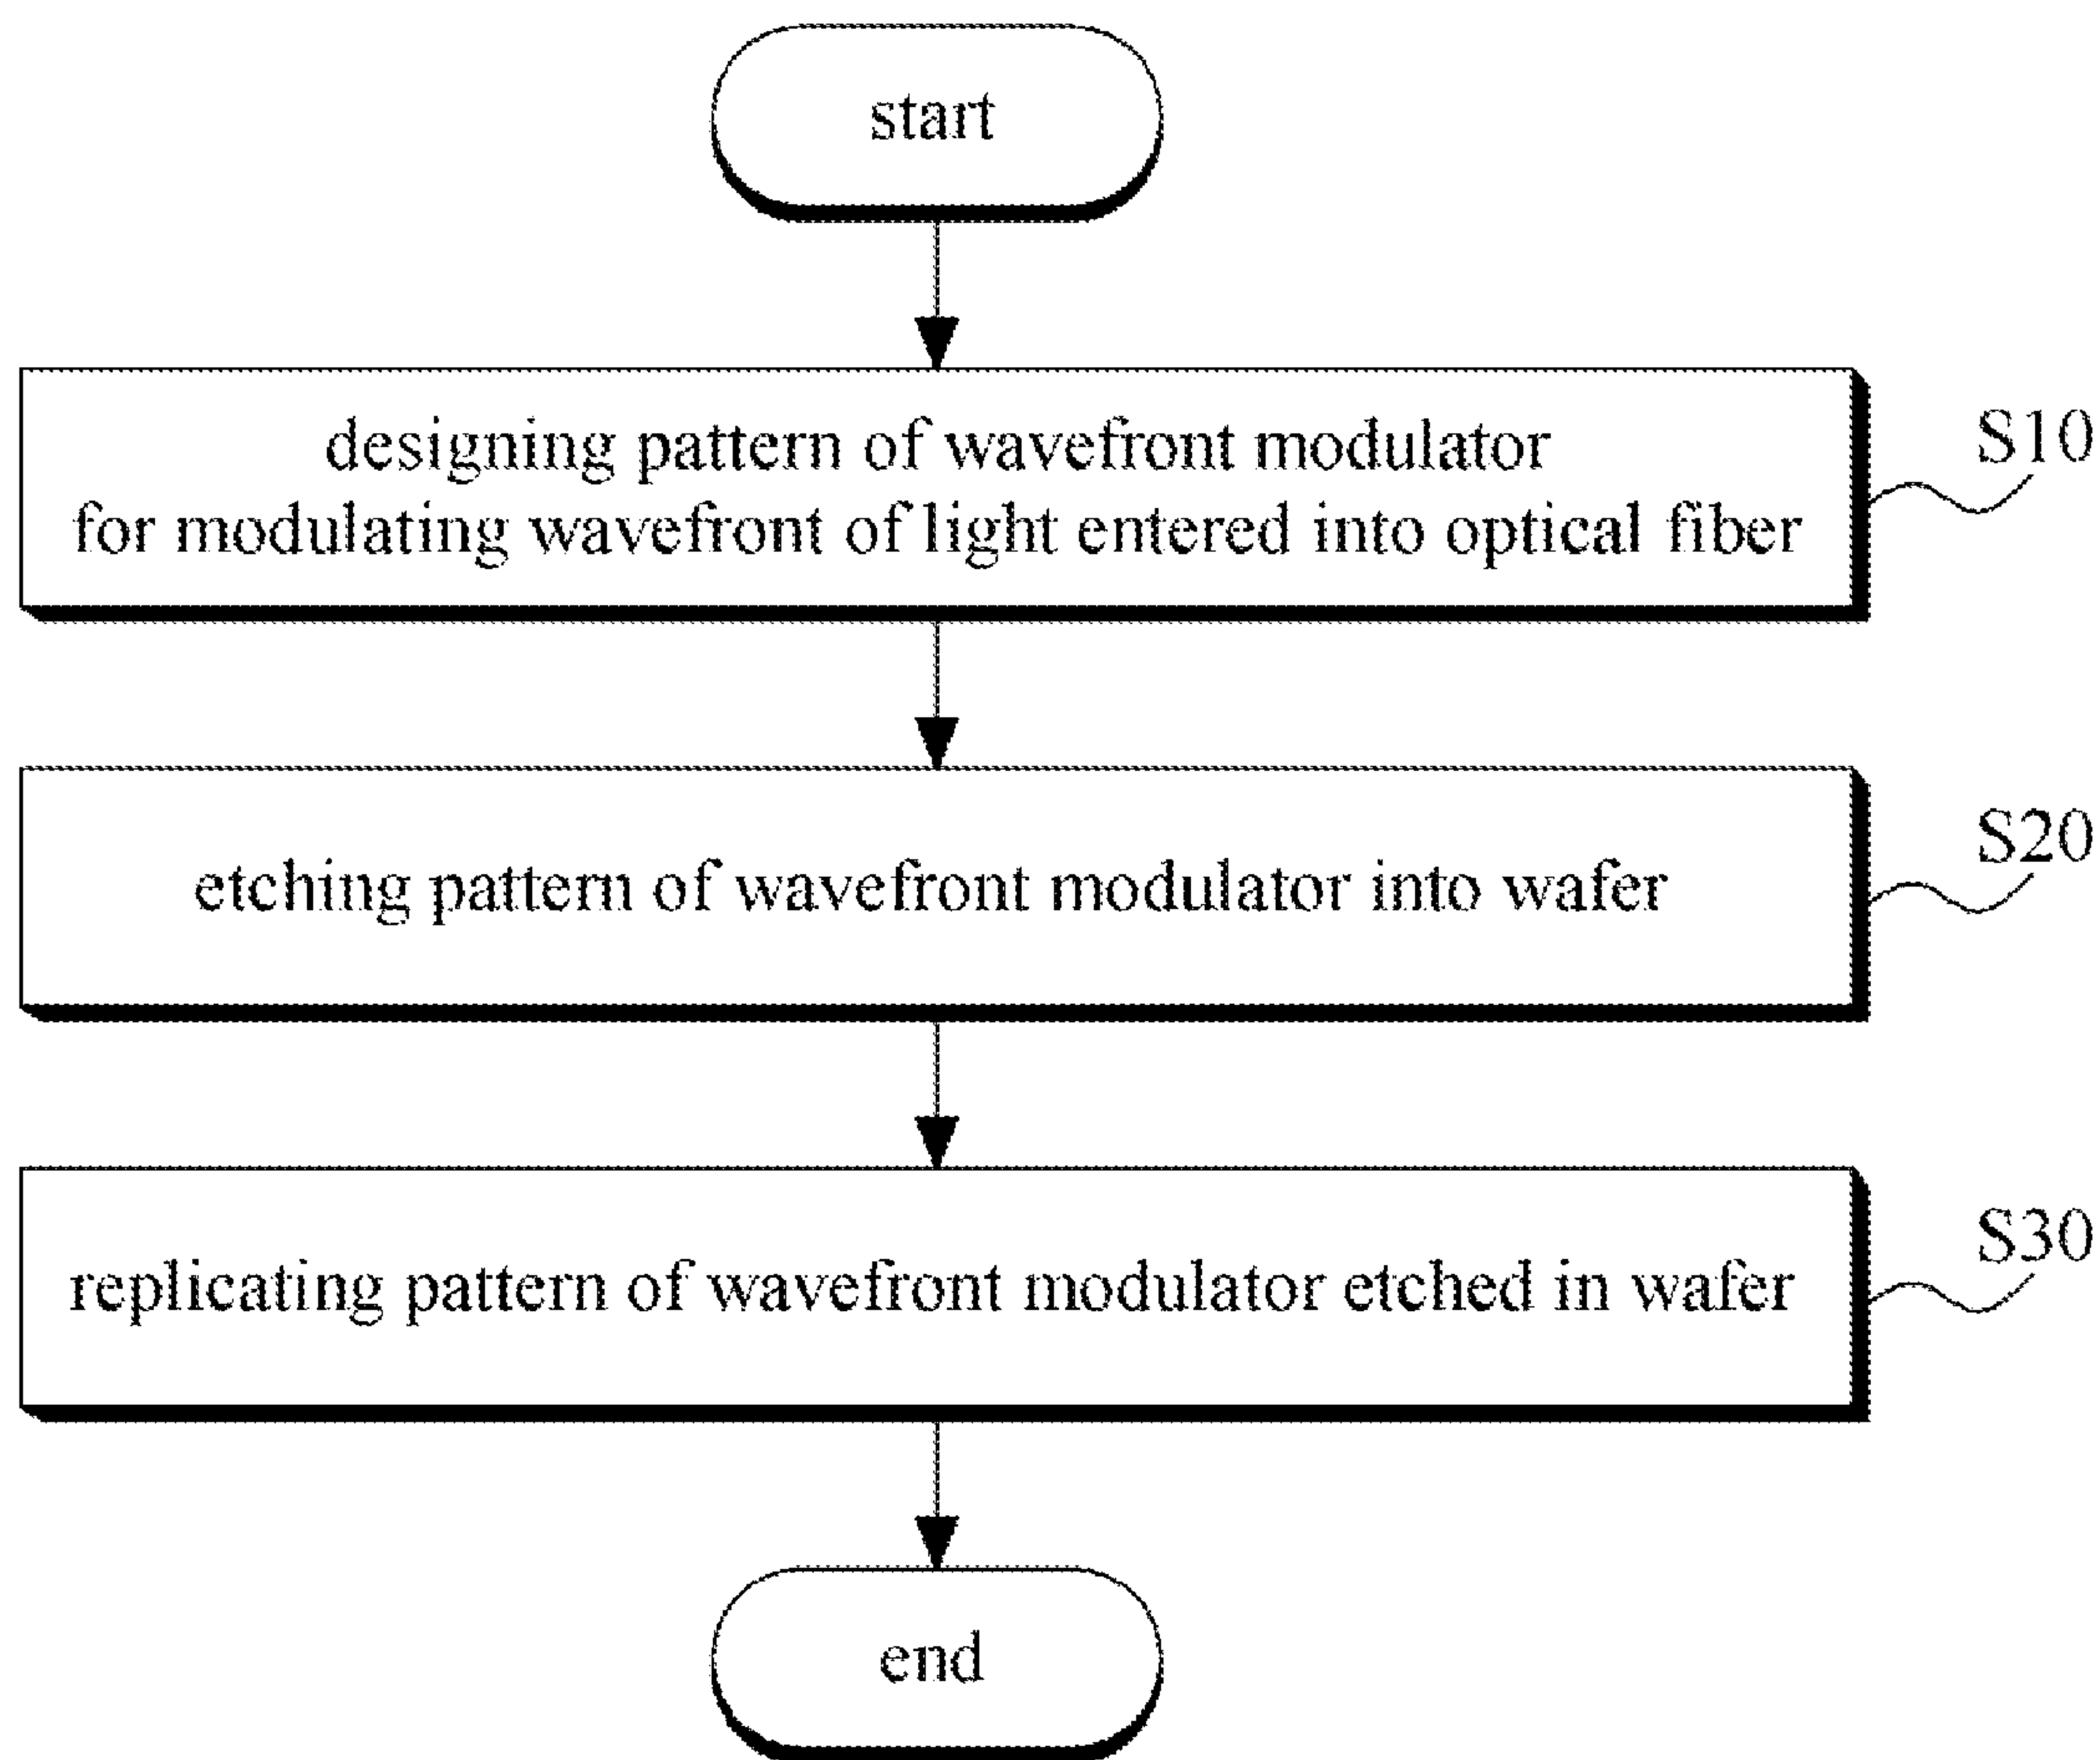 start
designing pattern of wavefront modulator
for modulating wavefront of light entered into optical fiber
S10
etching pattern of wavefront modulator into wafer
S20
replicating pattern of wavefront modulator etched in wafer
S30
end